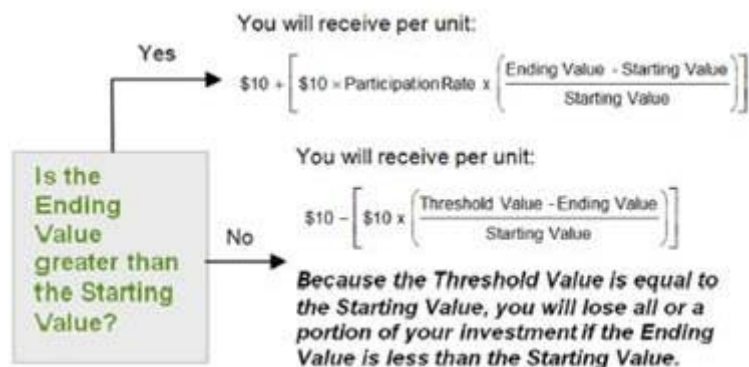 You will receive per unit:
Yes
$10 + [$10 × Participation Rate x (Ending Value - Starting Value / Starting Value)]
Is the
Ending
Value
greater than
the Starting
Value?
No
You will receive per unit:
$10 – [$10 x (Threshold Value - Ending Value / Starting Value)]
Because the Threshold Value is equal to
the Starting Value, you will lose all or a
portion of your investment if the Ending
Value is less than the Starting Value.